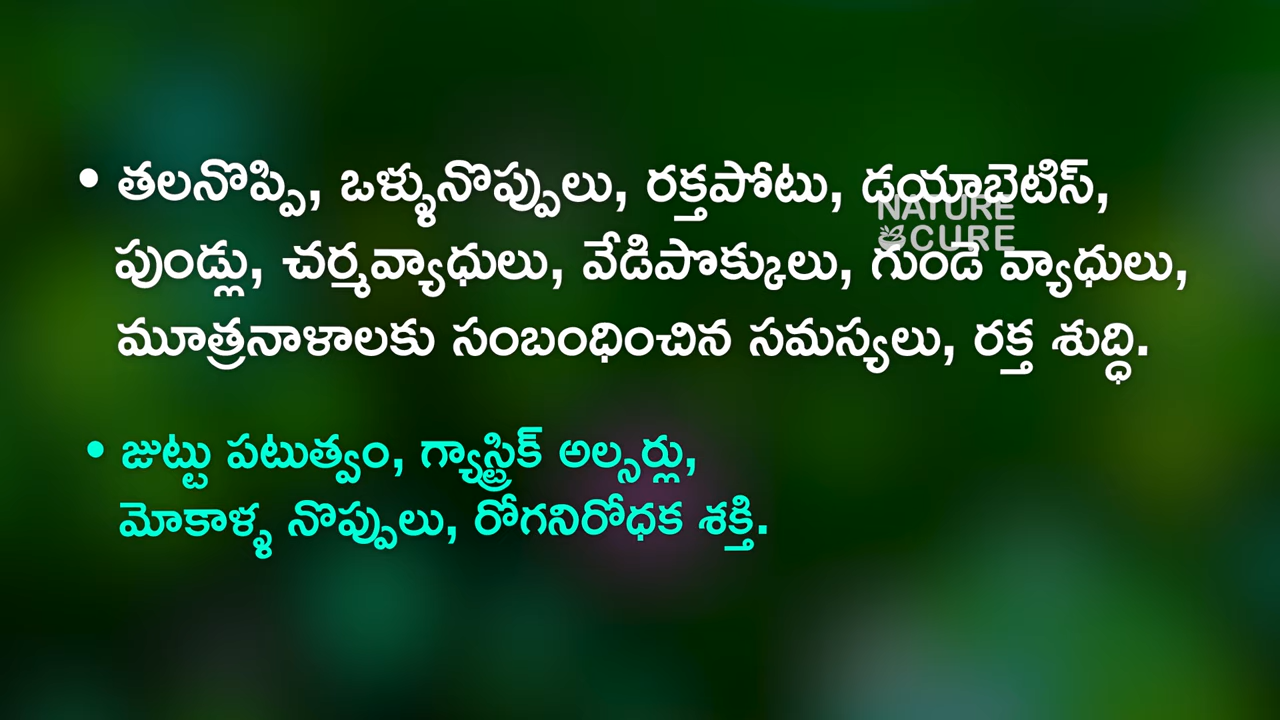 • తలనొప్పి, ఒళ్ళునొప్పులు, రక్తపోటు, డయాబెటిస్,
NATURE
CURE
పుండ్లు, చర్మవ్యాధులు, వేడిపొక్కులు, గుండె వ్యాధులు,
మూత్రనాళాలకు సంబంధించిన సమస్యలు, రక్త శుద్ధి.
• జుట్టు పటుత్వం, గ్యాస్ట్రిక్ అల్సర్లు,
మోకాళ్ళ నొప్పులు, రోగనిరోధక శక్తి.